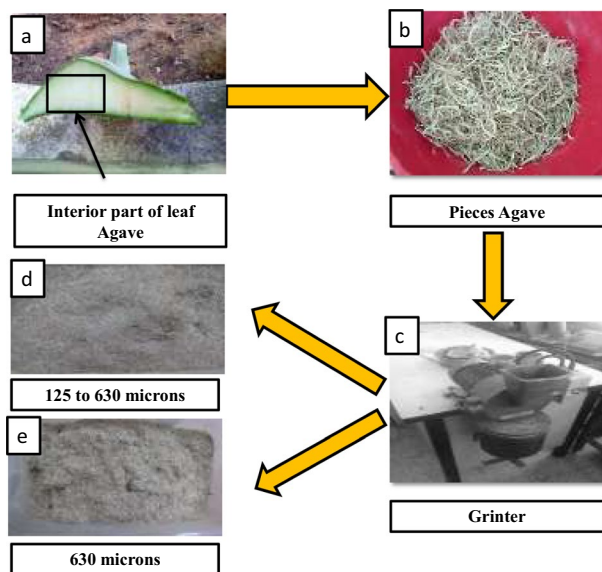 a
Interior part of leaf
Agave
b
Pieces Agave
c
Grinter
d
125 to 630 microns
e
630 microns